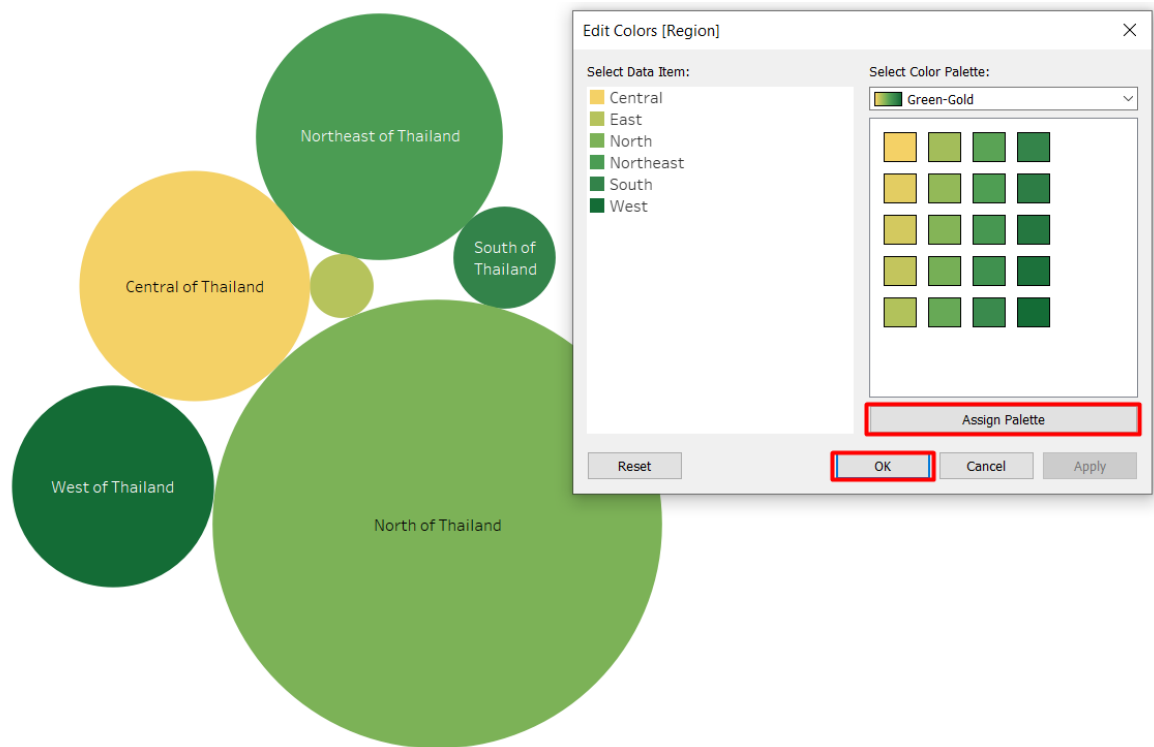 Northeast of Thailand
South of
Thailand
Central of Thailand
West of Thailand
North of Thailand
Edit Colors [Region]
Select Data Item:
Central
East
North
Northeast
South
West
Select Color Palette:
Green-Gold
Assign Palette
Reset
OK
Cancel
Apply